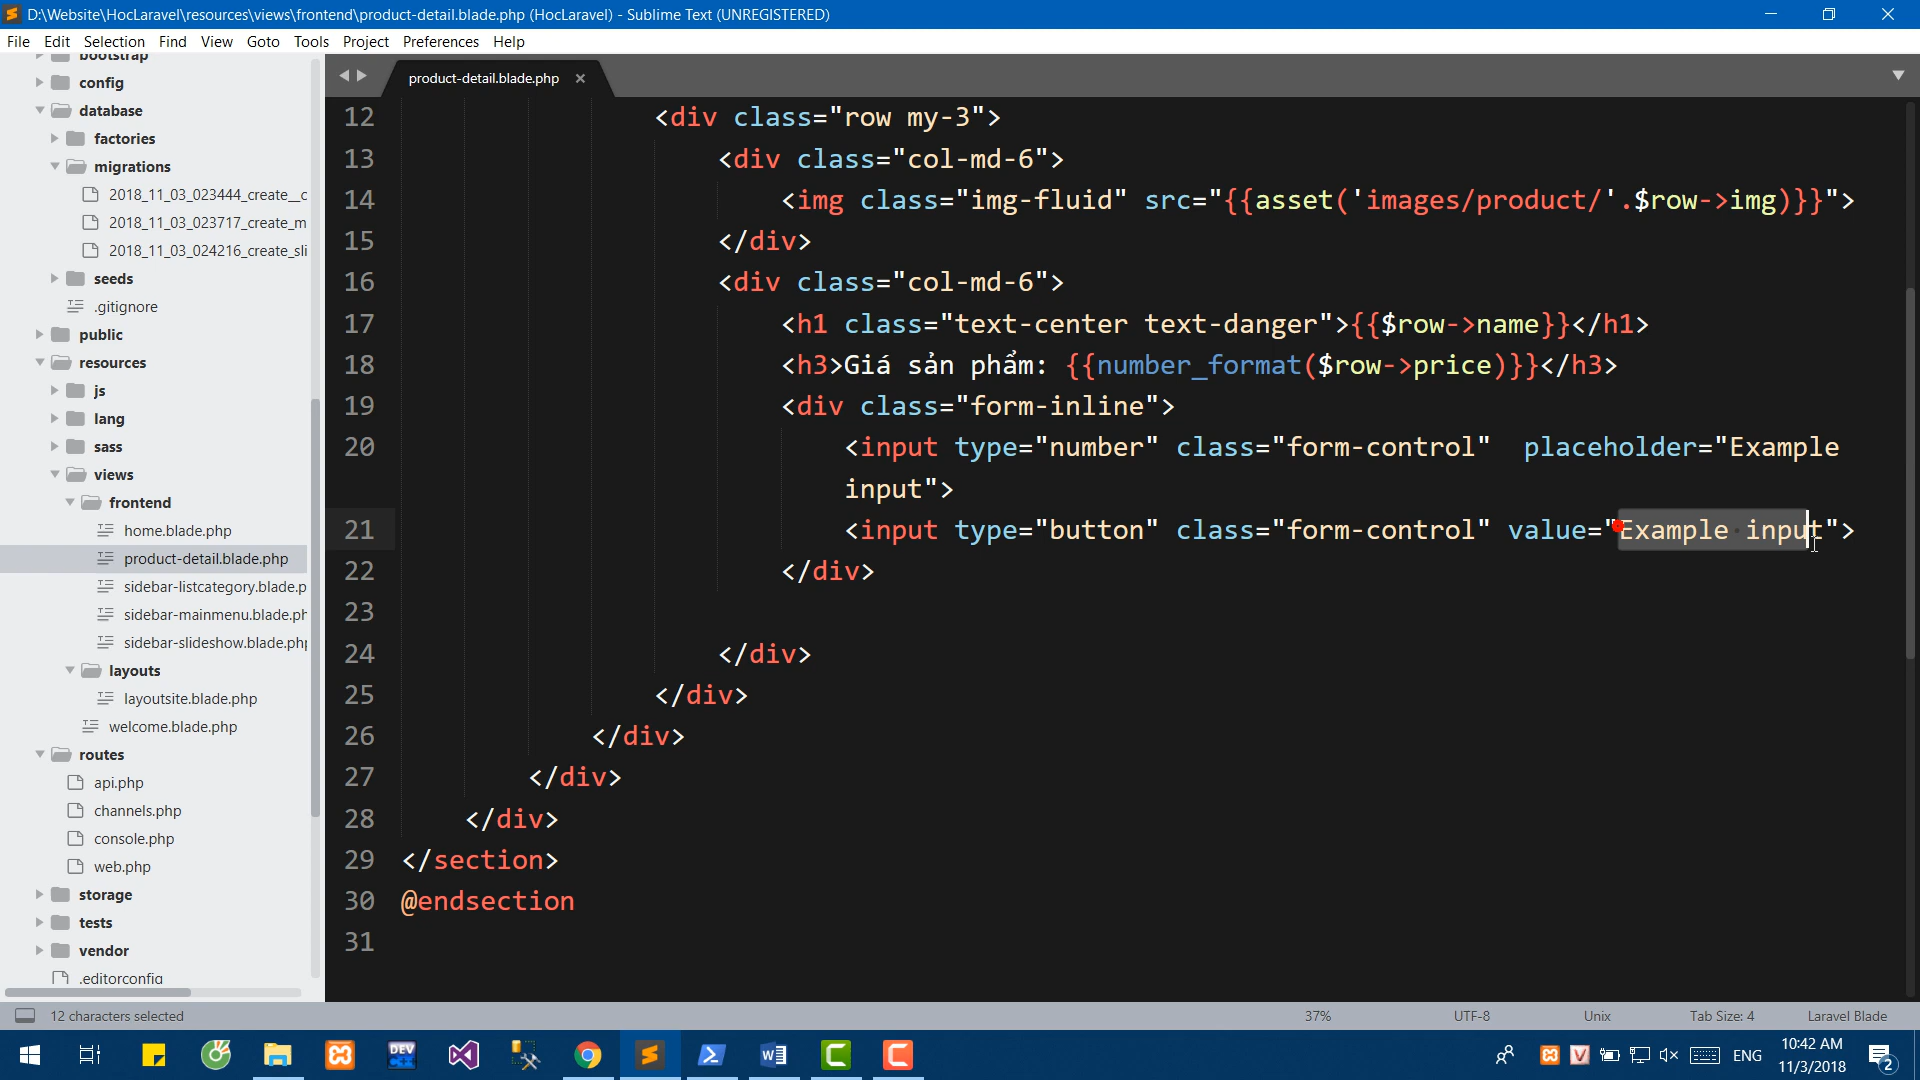 D:\Website\HocLaravel\resources\views\frontend\product-detail.blade.php (HocLaravel) - Sublime Text (UNREGISTERED)
File Edit Selection Find View Goto Tools Project Preferences Help
bootstrap
config
database
factories
migrations
2018_11_03_023444_create__c
2018_11_03_023717_create_m
2018_11_03_024216_create_sli
seeds
.gitignore
public
resources
js
lang
sass
views
frontend
home.blade.php
product-detail.blade.php
sidebar-listcategory.blade.p
sidebar-mainmenu.blade.ph
sidebar-slideshow.blade.php
layouts
layoutsite.blade.php
welcome.blade.php
routes
api.php
channels.php
console.php
web.php
storage
tests
vendor
.editorconfig
product-detail.blade.php
12 <div class="row my-3">
13 <div class="col-md-6">
14 <img class="img-fluid" src="{{asset('images/product/'.$row->img)}}">
15 </div>
16 <div class="col-md-6">
17 <h1 class="text-center text-danger">{{$row->name}}</h1>
18 <h3>Giá sản phẩm: {{number_format($row->price)}}</h3>
19 <div class="form-inline">
20 <input type="number" class="form-control"  placeholder="Example
input">
21 <input type="button" class="form-control" value="Example input">
22 </div>
23
24 </div>
25 </div>
26 </div>
27 </div>
28 </div>
29 </section>
30 @endsection
31
12 characters selected 37% UTF-8 Unix Tab Size: 4 Laravel Blade
DEV C++
ENG
10:42 AM
11/3/2018
2